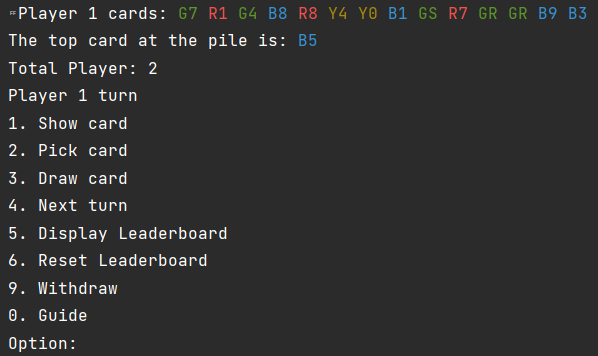 Player 1 cards: G7 R1 G4 B8 R8 Y4 Y0 B1 GS R7 GR GR B9 B3
The top card at the pile is: B5
Total Player: 2
Player 1 turn
1. Show card
2. Pick card
3. Draw card
4. Next turn
5. Display Leaderboard
6. Reset Leaderboard
9. Withdraw
0. Guide
Option: